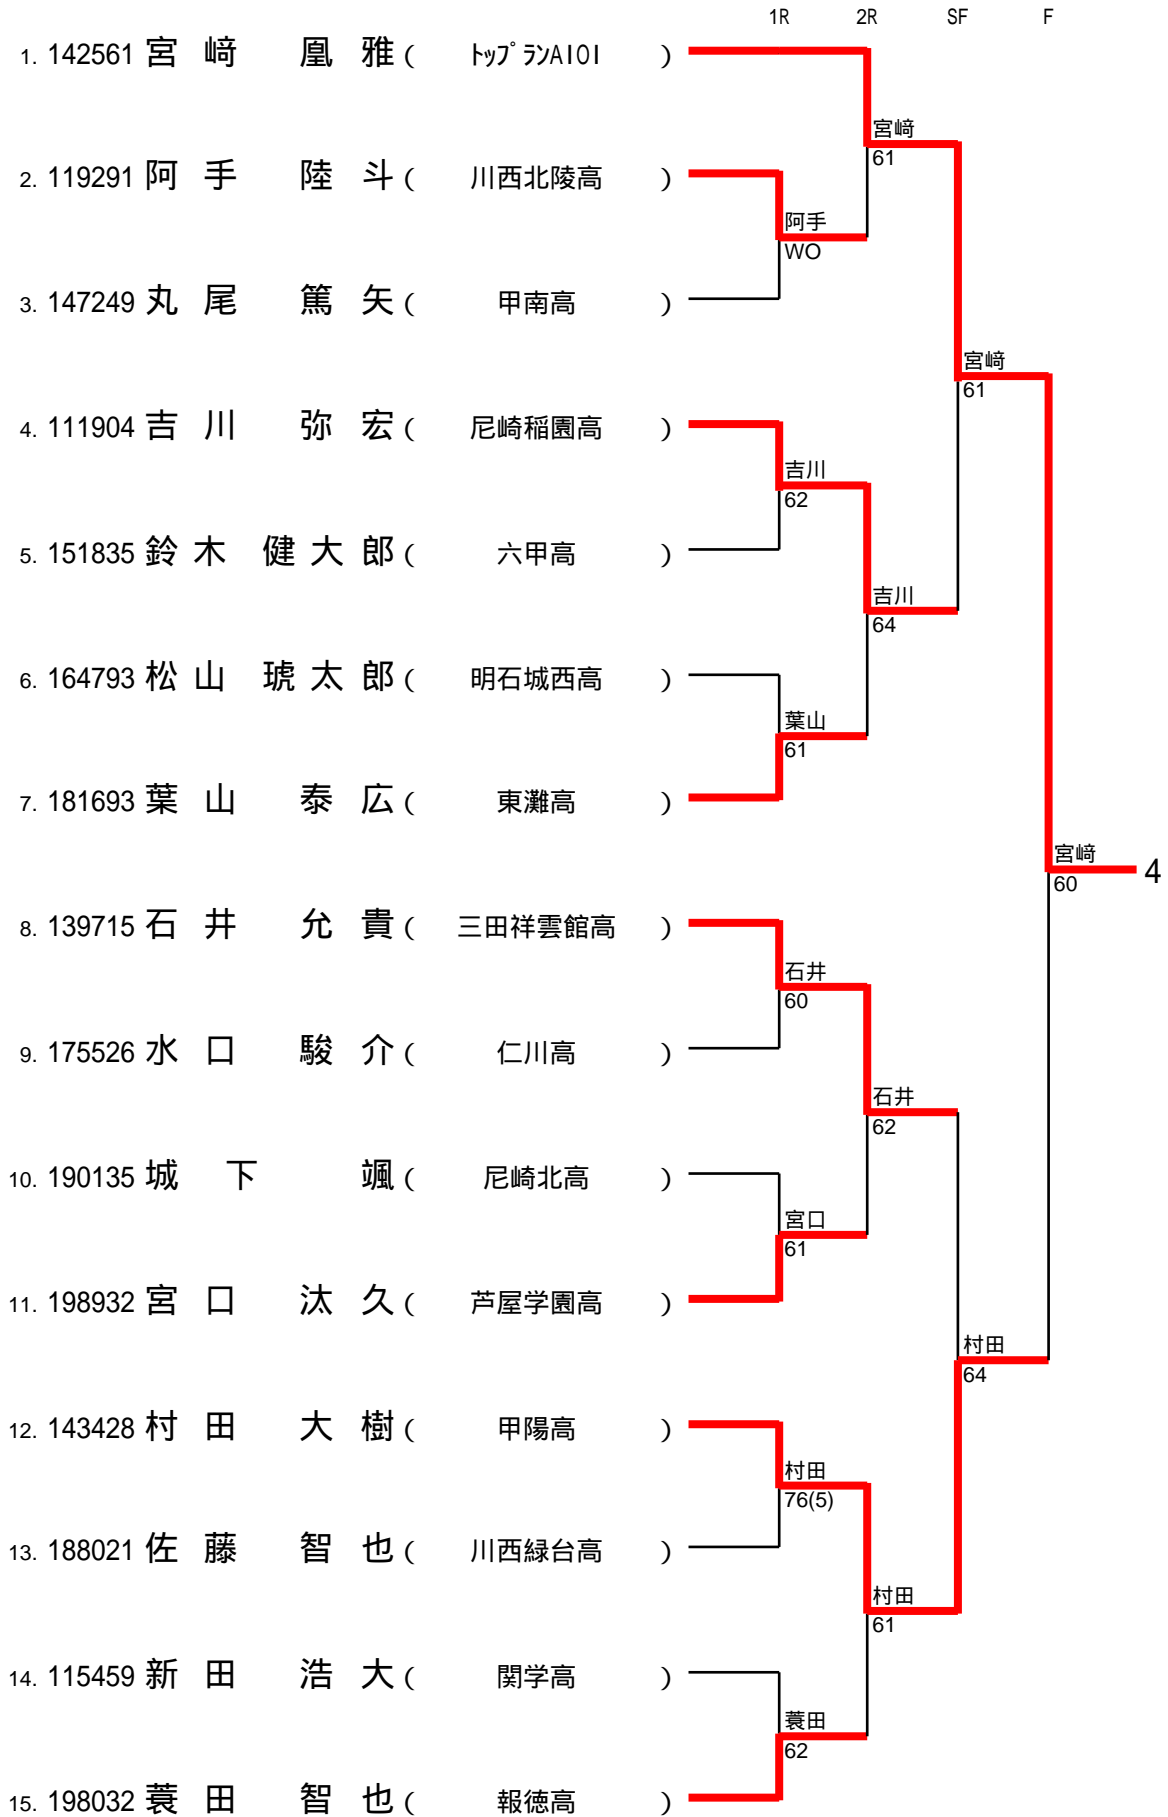 1R 2R SF F
1. 142561 宮﨑 凰雅 ( トップランAIOI )
宮﨑
61
2. 119291 阿手 陸斗 ( 川西北陵高 )
阿手
WO
3. 147249 丸尾 篤矢 ( 甲南高 )
宮﨑
61
4. 111904 吉川 弥宏 ( 尼崎稲園高 )
吉川
62
5. 151835 鈴木 健大郎 ( 六甲高 )
吉川
64
6. 164793 松山 琥太郎 ( 明石城西高 )
葉山
61
7. 181693 葉山 泰広 ( 東灘高 )
宮﨑
60
4
8. 139715 石井 允貴 ( 三田祥雲館高 )
石井
60
9. 175526 水口 駿介 ( 仁川高 )
石井
62
10. 190135 城下 颯 ( 尼崎北高 )
宮口
61
11. 198932 宮口 汰久 ( 芦屋学園高 )
村田
64
12. 143428 村田 大樹 ( 甲陽高 )
村田
76(5)
13. 188021 佐藤 智也 ( 川西緑台高 )
村田
61
14. 115459 新田 浩大 ( 関学高 )
蓑田
62
15. 198032 蓑田 智也 ( 報徳高 )